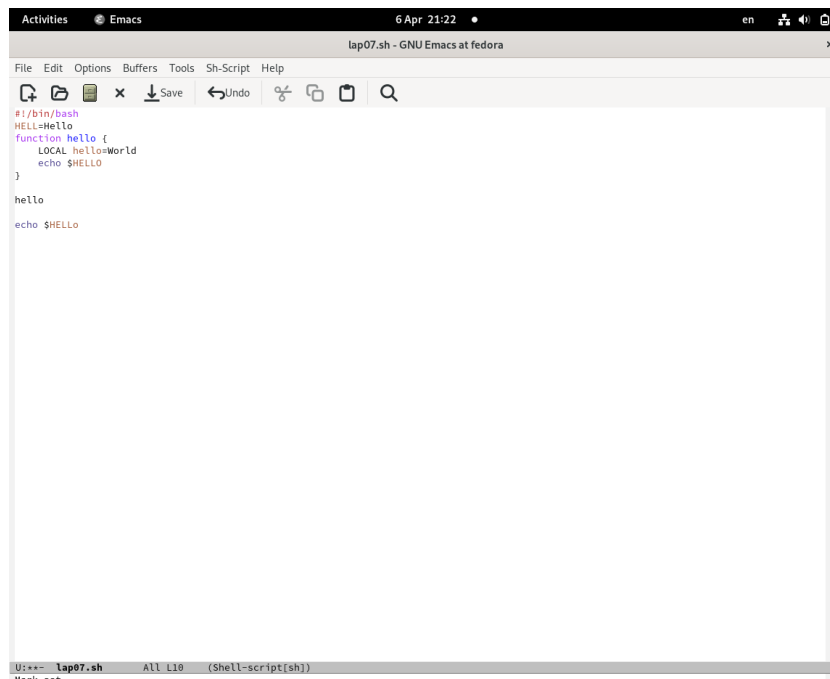 Activities Emacs 6 Apr 21:22 en
lap07.sh - GNU Emacs at fedora
File Edit Options Buffers Tools Sh-Script Help
Save Undo
#!/bin/bash
HELL=Hello
function hello {
    LOCAL hello=World
    echo $HELLO
}
hello
echo $HELLo
U:**- lap07.sh All L10 (Shell-script[sh])
Mark set